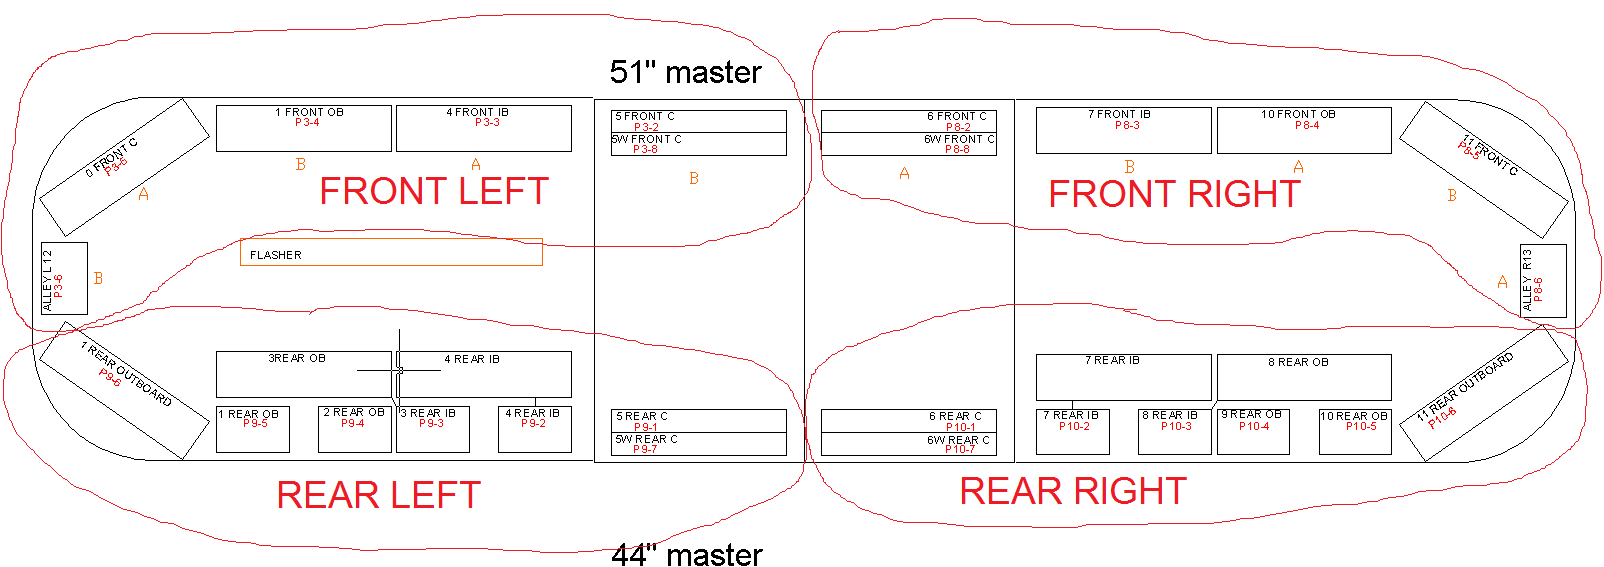 51" master
0 FRONT C
P3-5
A
1 FRONT OB
P3-4
B
4 FRONT IB
P3-3
A
5 FRONT C
P3-2
5W FRONT C
P3-8
B
6 FRONT C
P8-2
6W FRONT C
P8-8
A
7 FRONT IB
P8-3
B
10 FRONT OB
P8-4
A
11 FRONT C
P8-5
B
FRONT LEFT
FRONT RIGHT
ALLEY L 12
P3-6
B
FLASHER
ALLEY R13
P8-6
A
1 REAR OUTBOARD
P9-6
3REAR OB
4 REAR IB
1 REAR OB
P9-5
2 REAR OB
P9-4
3 REAR IB
P9-3
4 REAR IB
P9-2
5 REAR C
P9-1
5W REAR C
P9-7
6 REAR C
P10-1
6W REAR C
P10-7
7 REAR IB
8 REAR OB
7 REAR IB
P10-2
8 REAR IB
P10-3
9 REAR OB
P10-4
10 REAR OB
P10-5
11 REAR OUTBOARD
P10-6
REAR LEFT
REAR RIGHT
44" master